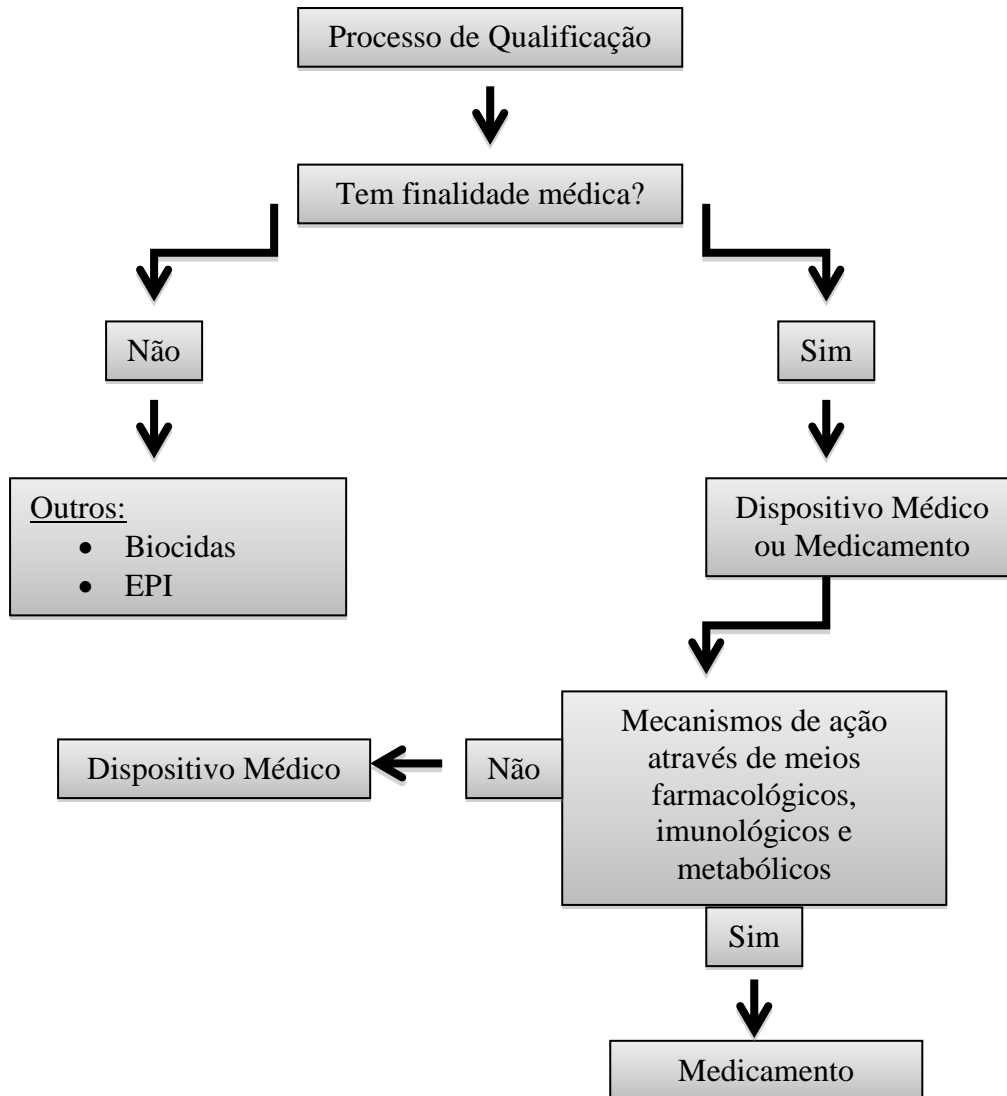 Processo de Qualificação
Tem finalidade médica?
Não
Sim
Outros:
• Biocidas
• EPI
Dispositivo Médico
ou Medicamento
Mecanismos de ação
através de meios
farmacológicos,
imunológicos e
metabólicos
Não
Dispositivo Médico
Sim
Medicamento